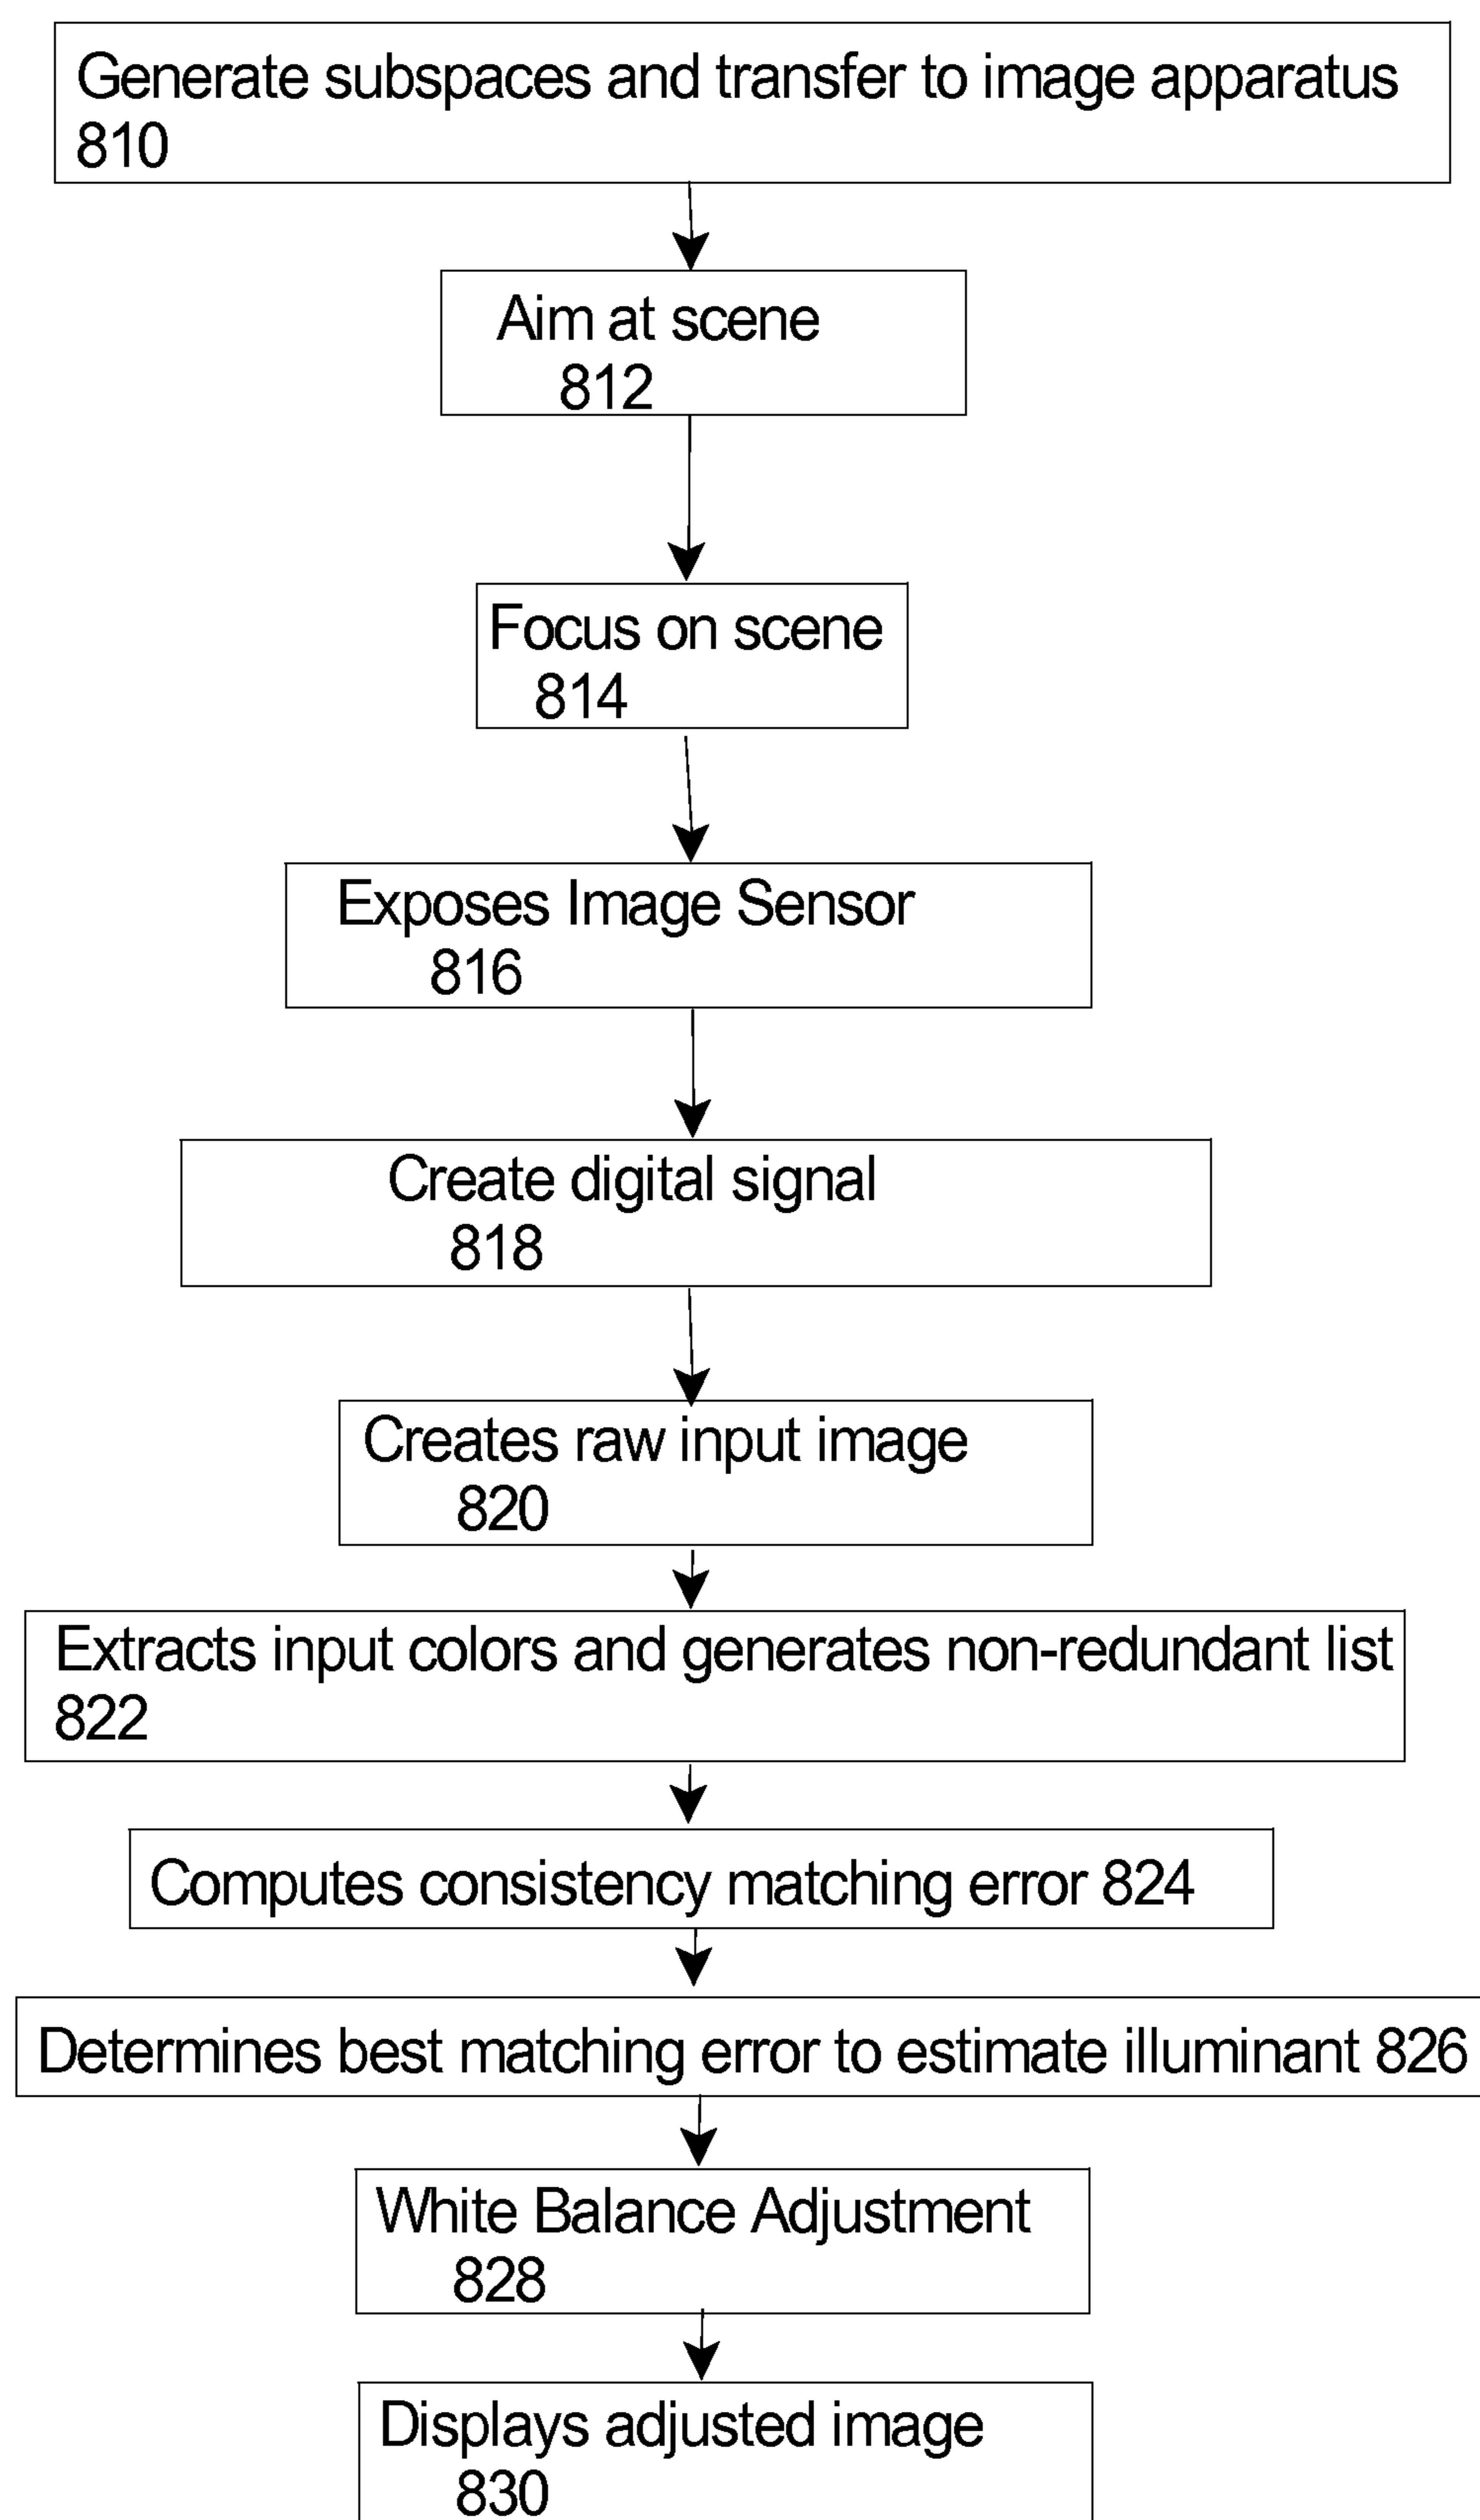 Generate subspaces and transfer to image apparatus
810
Aim at scene
812
Focus on scene
814
Exposes Image Sensor
816
Create digital signal
818
Creates raw input image
820
Extracts input colors and generates non-redundant list
822
Computes consistency matching error 824
Determines best matching error to estimate illuminant 826
White Balance Adjustment
828
Displays adjusted image
830